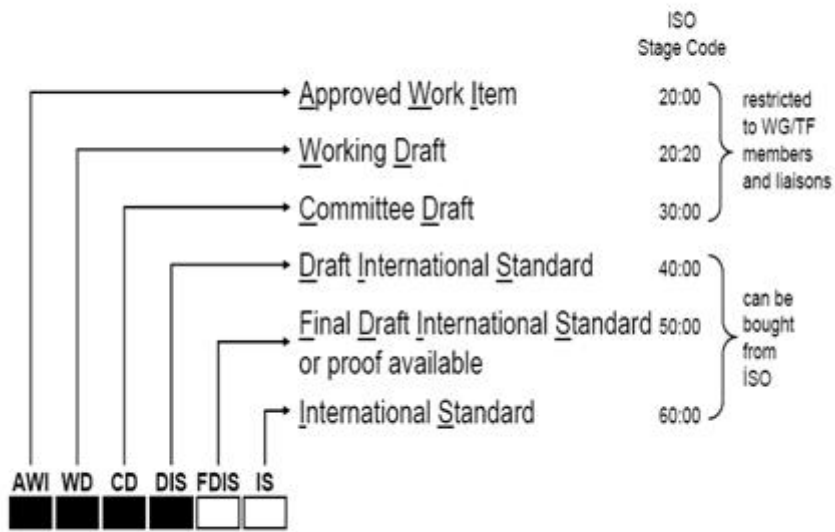 ISO
Stage Code
Approved Work Item 20:00
Working Draft 20:20
Committee Draft 30:00
restricted
to WG/TF
members
and liaisons
Draft International Standard 40:00
Final Draft International Standard 50:00
or proof available
International Standard 60:00
can be
bought
from
İSO
AWI WD CD DIS FDIS IS